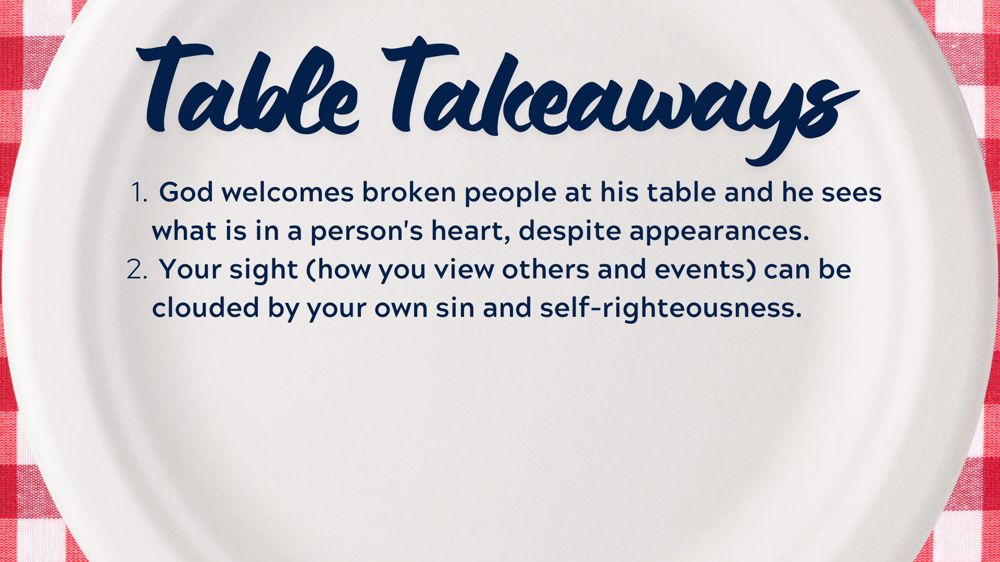 Table Takeaways
1. God welcomes broken people at his table and he sees
what is in a person's heart, despite appearances.
2. Your sight (how you view others and events) can be
clouded by your own sin and self-righteousness.